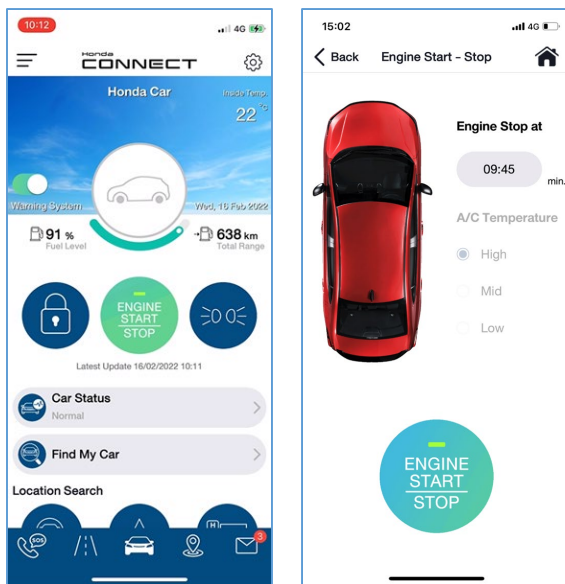 10:12
4G
Honda
CONNECT
Honda Car
Inside Temp.
22 °c
Warning System
Wed, 16 Feb 2022
91 %
Fuel Level
638 km
Total Range
ENGINE
START
STOP
Latest Update 16/02/2022 10:11
Car Status
Normal
Find My Car
Location Search
H
SOS
3
15:02
4G
Back
Engine Start - Stop
Engine Stop at
09:45
min.
A/C Temperature
High
Mid
Low
ENGINE
START
STOP